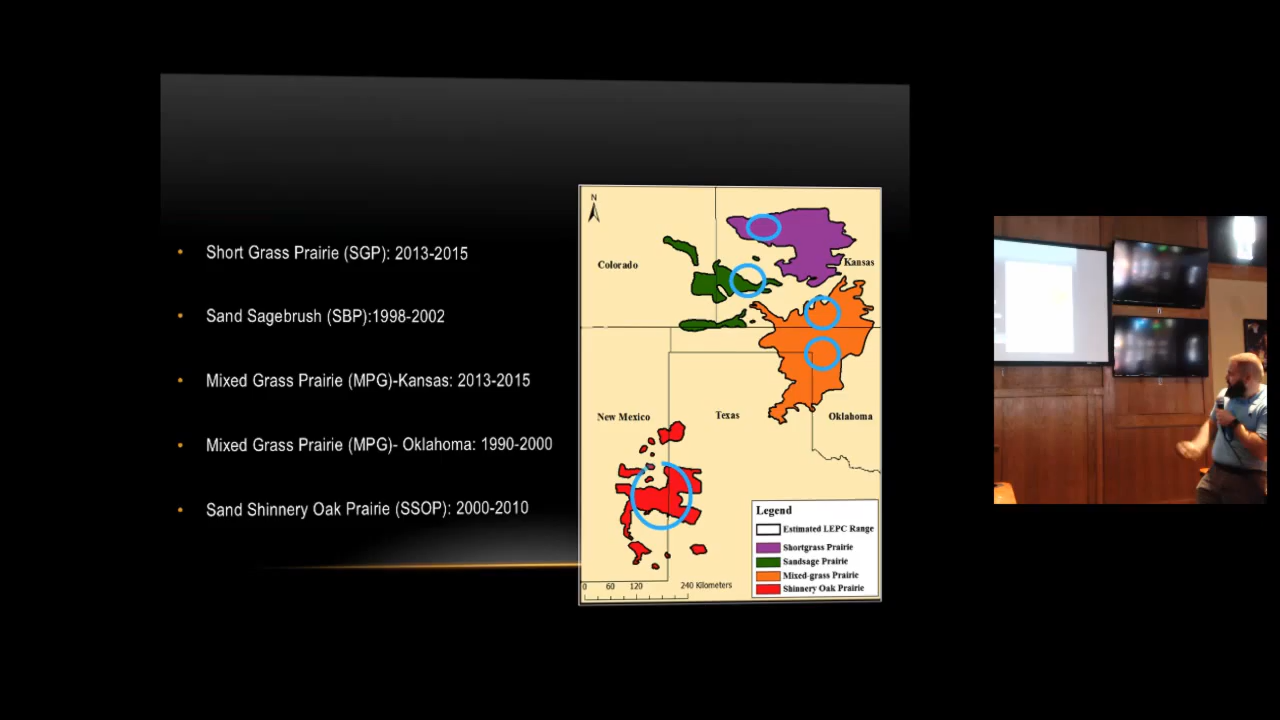 • Short Grass Prairie (SGP): 2013-2015
• Sand Sagebrush (SBP):1998-2002
• Mixed Grass Prairie (MPG)-Kansas: 2013-2015
• Mixed Grass Prairie (MPG)- Oklahoma: 1990-2000
• Sand Shinnery Oak Prairie (SSOP): 2000-2010
N
Colorado
Kansas
New Mexico
Texas
Oklahoma
Legend
Estimated LEPC Range
Shortgrass Prairie
Sandsage Prairie
Mixed-grass Prairie
Shinnery Oak Prairie
0 60 120 240 Kilometers